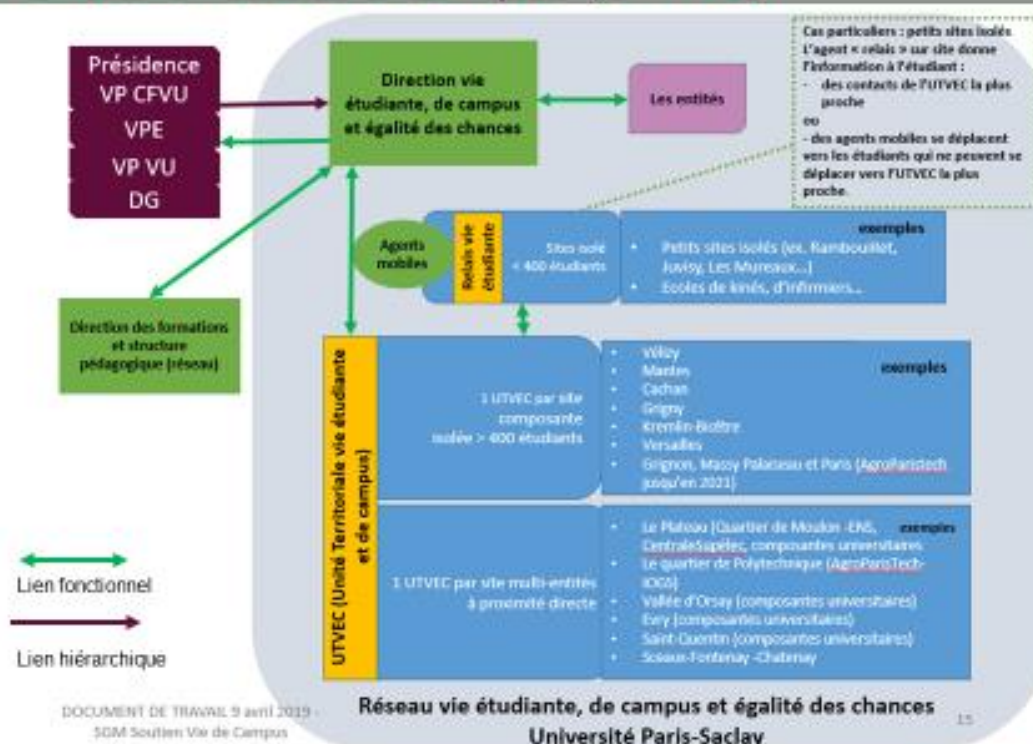 Présidence
VP CFVU
VPE
VP VU
DG
Direction vie
étudiante, de campus
et égalité des chances
Les entités
Cas particuliers : petits sites isolés
L'agent « relais » sur site donne
l'information à l'étudiant :
- des contacts de l'UTVEC la plus
proche
ou
- des agents mobiles se déplacent
vers les étudiants qui ne peuvent se
déplacer vers l'UTVEC la plus
proche.
Agents
mobiles
Relais vie
étudiante
Sites isolé
< 400 étudiants
exemples
• Petits sites isolés (ex. Rambouillet,
Juvisy, Les Mureaux...)
• Ecoles de kinés, d'infirmiers...
Direction des formations
et structure
pédagogique (réseau)
UTVEC (Unité Territoriale vie étudiante
et de campus)
1 UTVEC par site
composante
isolée > 400 étudiants
exemples
• Vélizy
• Mantes
• Cachan
• Grigny
• Kremlin-Bicêtre
• Versailles
• Grignon, Massy Palaiseau et Paris (AgroParistech
jusqu'en 2021)
1 UTVEC par site multi-entités
à proximité directe
exemples
• Le Plateau (Quartier de Moulon -ENS,
CentraleSupélec, composantes universitaires
• Le quartier de Polytechnique (AgroParisTech-
IOGS)
• Vallée d'Orsay (composantes universitaires)
• Evry (composantes universitaires)
• Saint-Quentin (composantes universitaires)
• Sceaux-Fontenay -Chatenay
Lien fonctionnel
Lien hiérarchique
DOCUMENT DE TRAVAIL 9 avril 2019 -
SGM Soutien Vie de Campus
Réseau vie étudiante, de campus et égalité des chances
Université Paris-Saclay
15